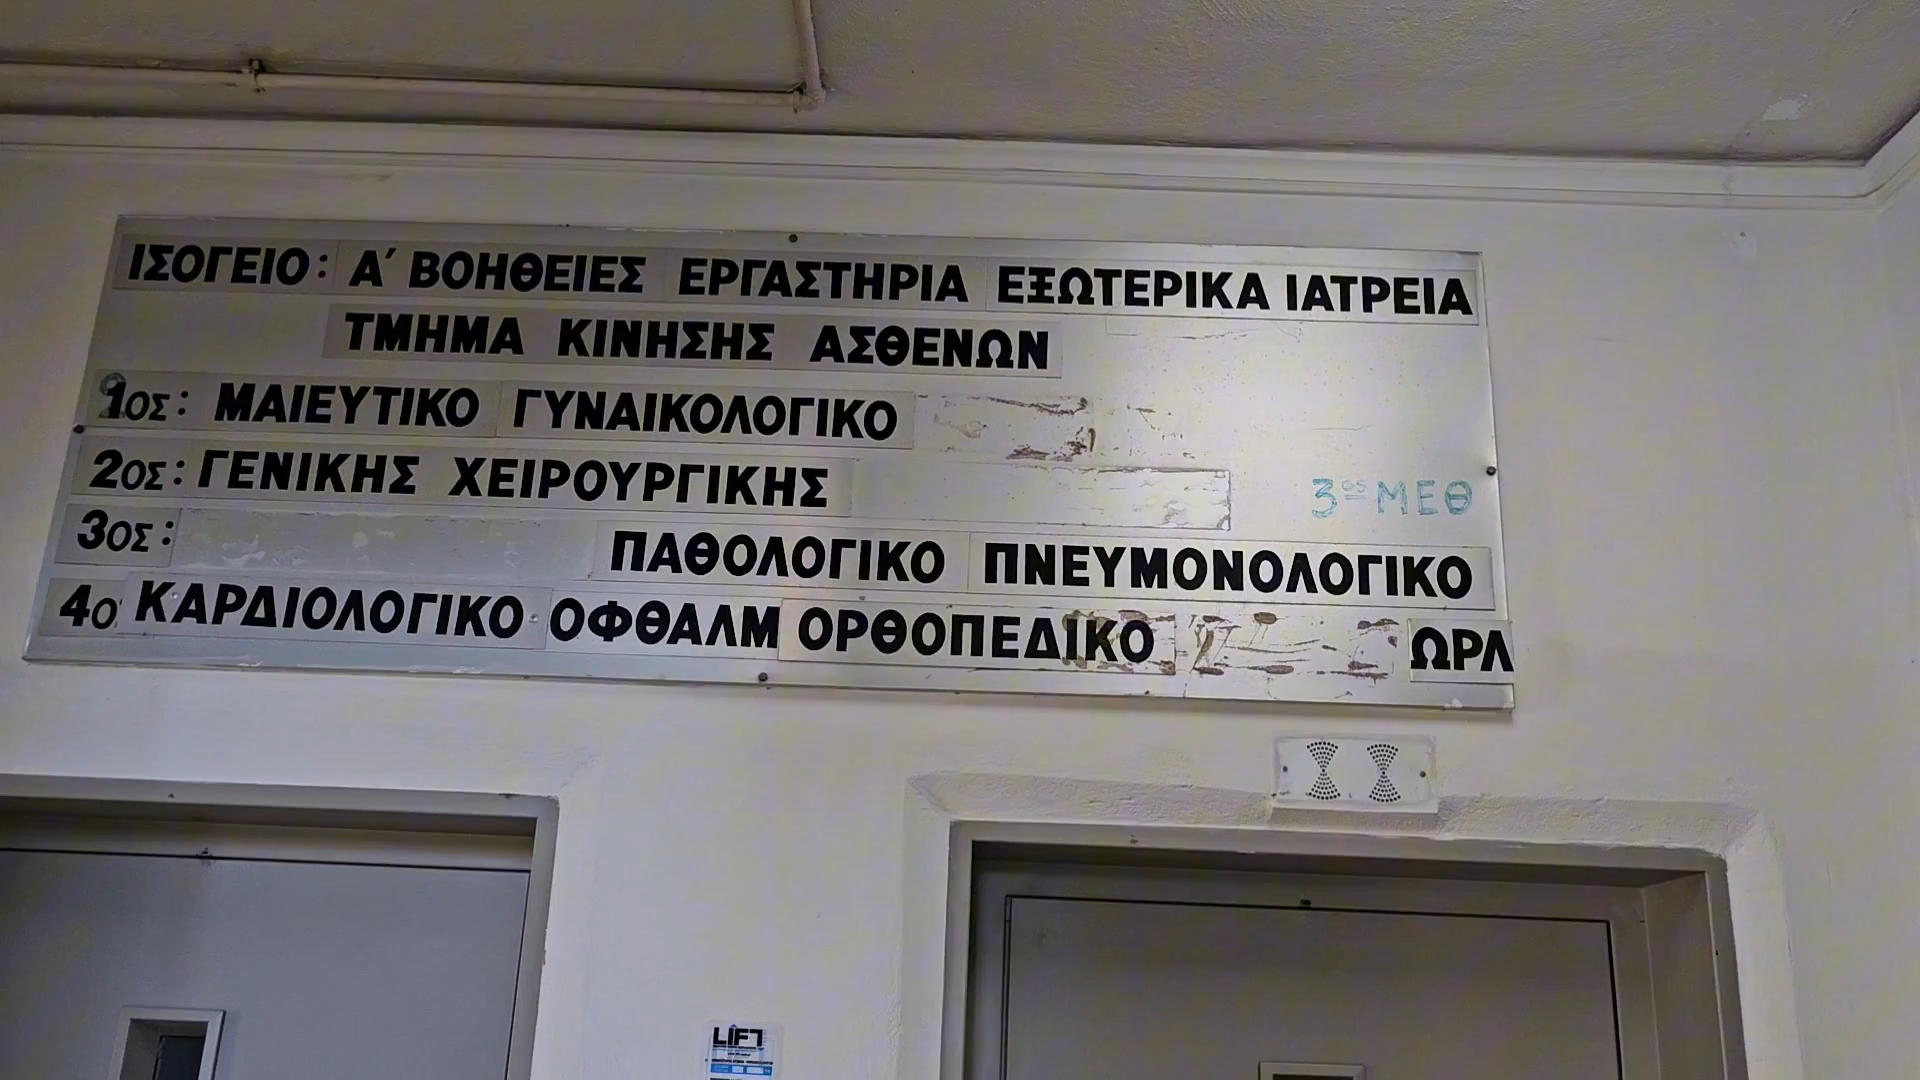 ΙΣΟΓΕΙΟ: Α΄ ΒΟΗΘΕΙΕΣ ΕΡΓΑΣΤΗΡΙΑ ΕΞΩΤΕΡΙΚΑ ΙΑΤΡΕΙΑ
ΤΜΗΜΑ ΚΙΝΗΣΗΣ ΑΣΘΕΝΩΝ
1ΟΣ: ΜΑΙΕΥΤΙΚΟ ΓΥΝΑΙΚΟΛΟΓΙΚΟ
2ΟΣ: ΓΕΝΙΚΗΣ ΧΕΙΡΟΥΡΓΙΚΗΣ
3ος ΜΕΘ
3ΟΣ: ΠΑΘΟΛΟΓΙΚΟ ΠΝΕΥΜΟΝΟΛΟΓΙΚΟ
4Ο ΚΑΡΔΙΟΛΟΓΙΚΟ ΟΦΘΑΛΜ ΟΡΘΟΠΕΔΙΚΟ ΩΡΛ
LIFT